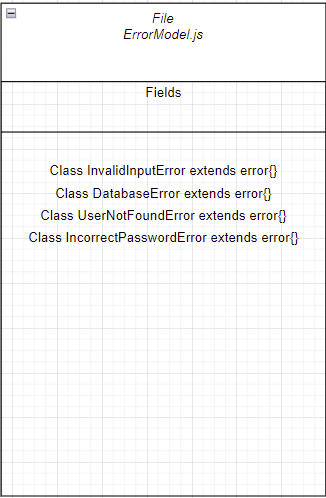 File
ErrorModel.js
Fields
Class InvalidInputError extends error{}
Class DatabaseError extends error{}
Class UserNotFoundError extends error{}
Class IncorrectPasswordError extends error{}